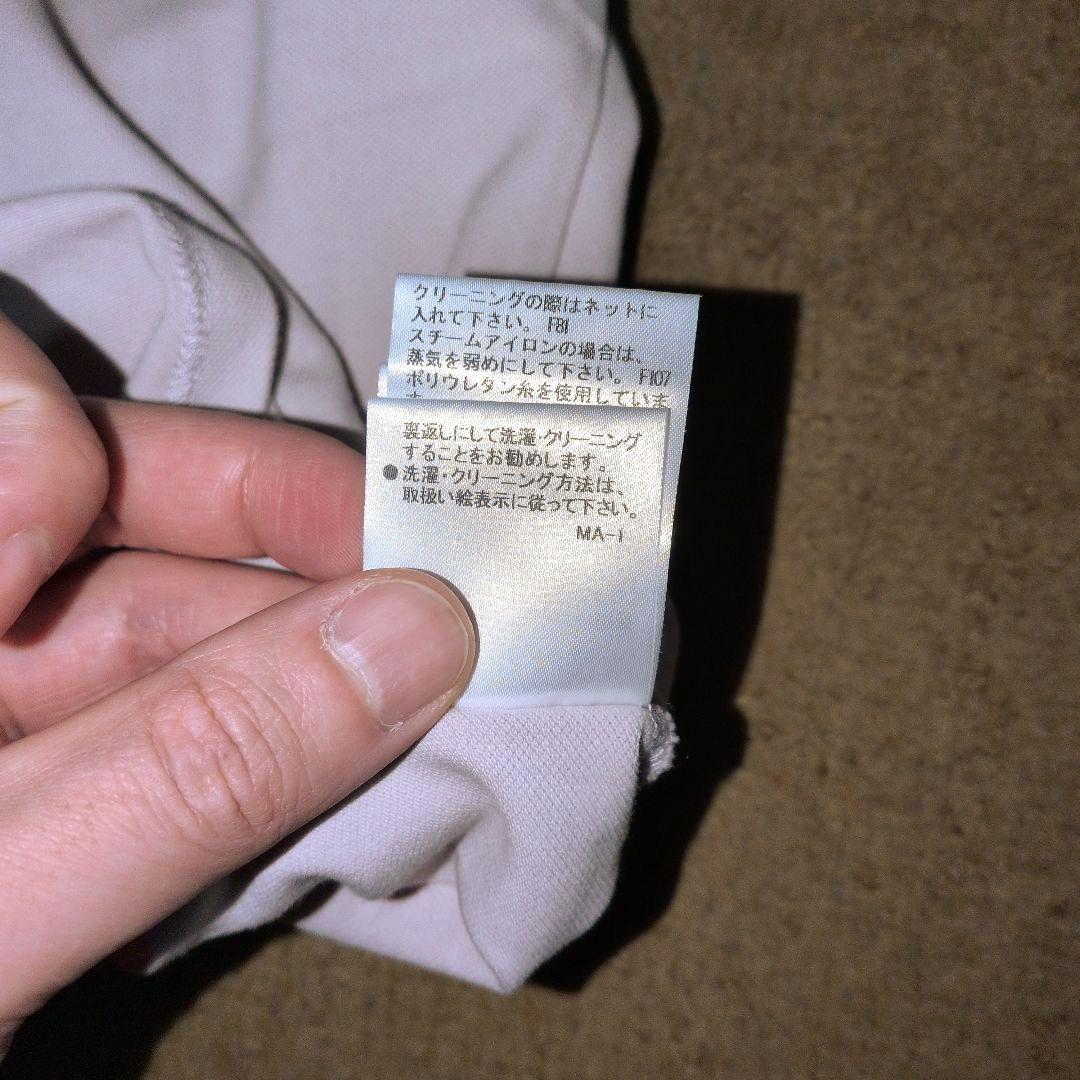 クリーニングの際はネットに
入れて下さい。 F81
スチームアイロンの場合は、
蒸気を弱めにして下さい。 F107
ポリウレタン糸を使用していま
裏返しにして洗濯・クリーニング
することをお勧めします。
●洗濯・クリーニング方法は、
取扱い絵表示に従って下さい。
MA-1